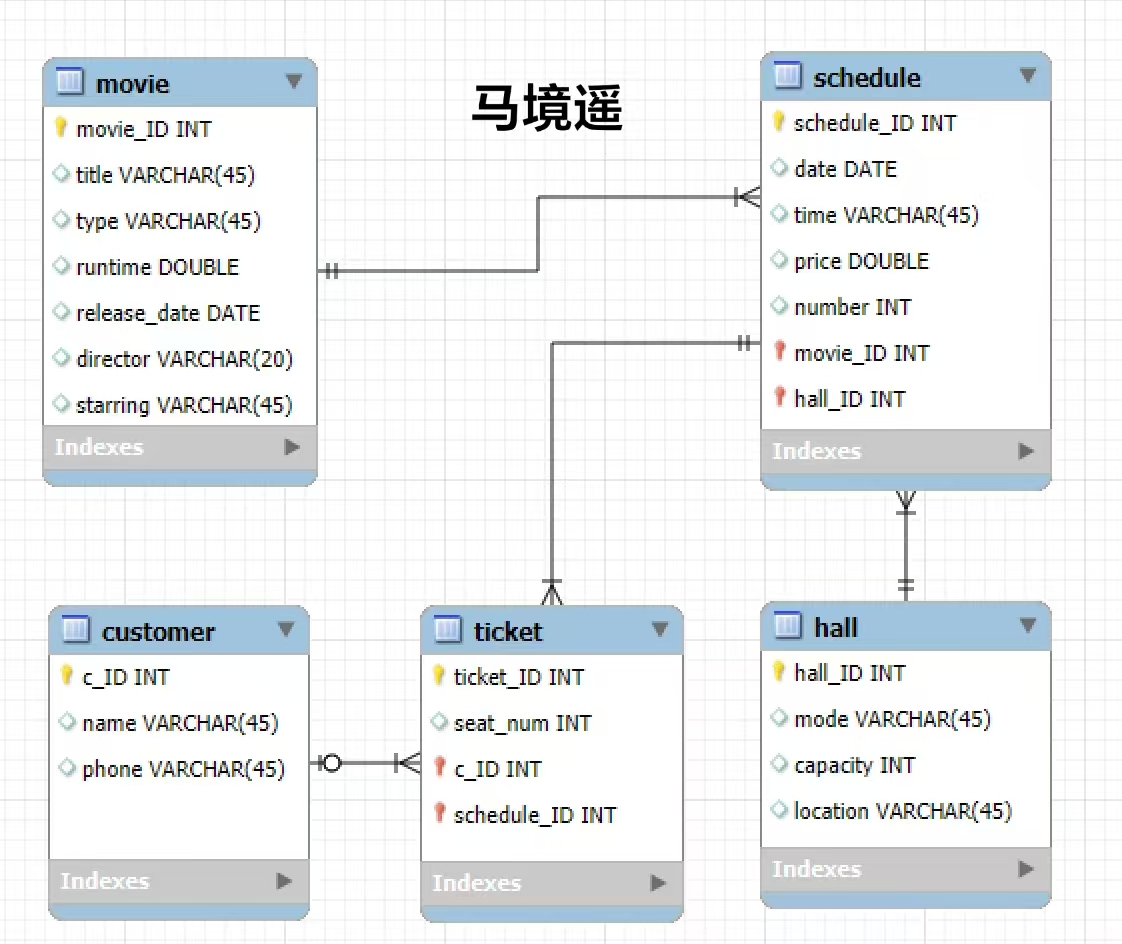 马境遥
movie
movie_ID INT
title VARCHAR(45)
type VARCHAR(45)
runtime DOUBLE
release_date DATE
director VARCHAR(20)
starring VARCHAR(45)
Indexes
schedule
schedule_ID INT
date DATE
time VARCHAR(45)
price DOUBLE
number INT
movie_ID INT
hall_ID INT
Indexes
customer
c_ID INT
name VARCHAR(45)
phone VARCHAR(45)
Indexes
ticket
ticket_ID INT
seat_num INT
c_ID INT
schedule_ID INT
Indexes
hall
hall_ID INT
mode VARCHAR(45)
capacity INT
location VARCHAR(45)
Indexes